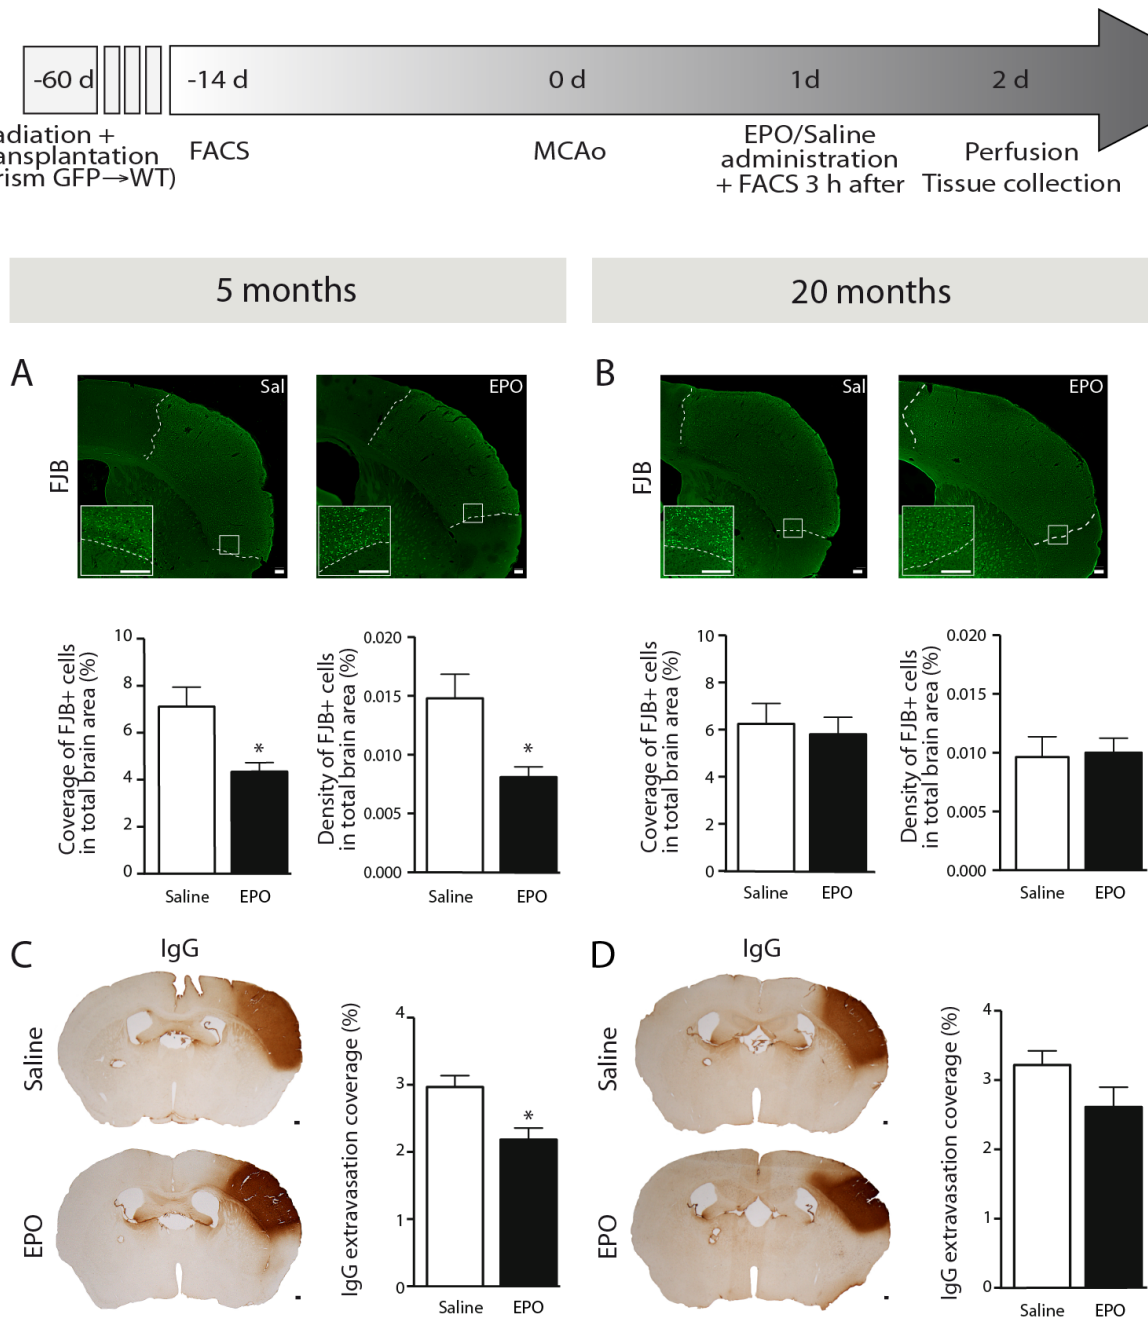 -60 d
-14 d
0 d
1d
2 d
adiation +
ansplantation
rism GFP→WT)
FACS
MCAo
EPO/Saline
administration
+ FACS 3 h after
Perfusion
Tissue collection
5 months
20 months
A
FJB
Sal
EPO
B
FJB
Sal
EPO
Coverage of FJB+ cells
in total brain area (%)
10
8
6
4
2
0
*
Saline
EPO
Density of FJB+ cells
in total brain area (%)
0.020
0.015
0.010
0.005
0.000
*
Saline
EPO
Coverage of FJB+ cells
in total brain area (%)
10
8
6
4
2
0
Saline
EPO
Density of FJB+ cells
in total brain area (%)
0.020
0.015
0.010
0.005
0.000
Saline
EPO
C
IgG
Saline
EPO
IgG extravasation coverage (%)
4
3
2
1
0
*
Saline
EPO
D
IgG
Saline
EPO
IgG extravasation coverage (%)
4
3
2
1
0
Saline
EPO